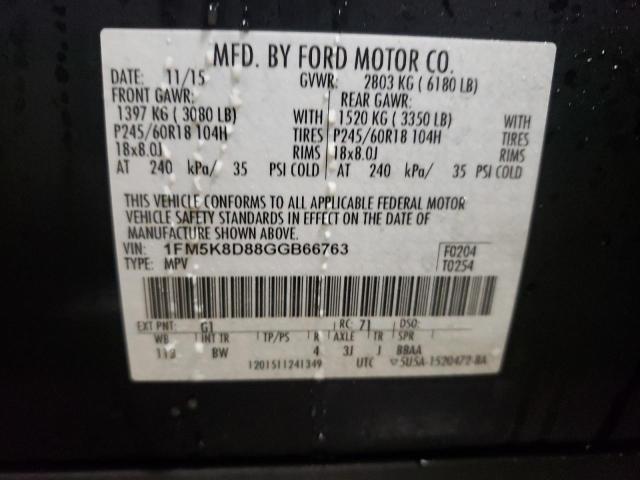 MFD. BY FORD MOTOR CO.
DATE: 11/15 GVWR: 2803 KG ( 6180 LB)
FRONT GAWR: REAR GAWR:
1397 KG ( 3080 LB) WITH 1520 KG ( 3350 LB) WITH
P245/60R18 104H TIRES P245/60R18 104H TIRES
18x8.0J RIMS 18x8.0J RIMS
AT 240 kPa/ 35 PSI COLD AT 240 kPa/ 35 PSI COLD
THIS VEHICLE CONFORMS TO ALL APPLICABLE FEDERAL MOTOR
VEHICLE SAFETY STANDARDS IN EFFECT ON THE DATE OF
MANUFACTURE SHOWN ABOVE.
VIN: 1FM5K8D88GGB66763 F0204
TYPE: MPV T0254
EXT PNT: G1 RC: 71 DSO:
WB INT TR TP/PS R AXLE TR SPR
113 BW 4 3J J BBAA
1201511241349 UTC 5U5A-1520472-BA